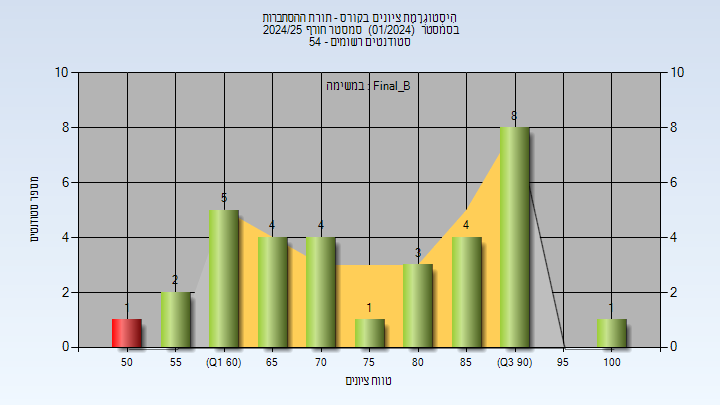 היסטוגרמת ציונים בקורס - תורת ההסתברות
בסמסטר (01/2024) סמסטר חורף 2024/25
סטודנטים רשומים - 54
במשימה : Final_B
10 10
8 8
6 6
4 4
2 2
0 0
1 2 5 4 4 1 3 4 8 1
50 55 (Q1 60) 65 70 75 80 85 (Q3 90) 95 100
טווח ציונים
מספר סטודנטים